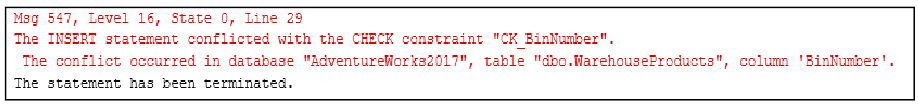 Msg 547, Level 16, State 0, Line 29
The INSERT statement conflicted with the CHECK constraint "CK_BinNumber".
The conflict occurred in database "AdventureWorks2017", table "dbo.WarehouseProducts", column 'BinNumber'.
The statement has been terminated.